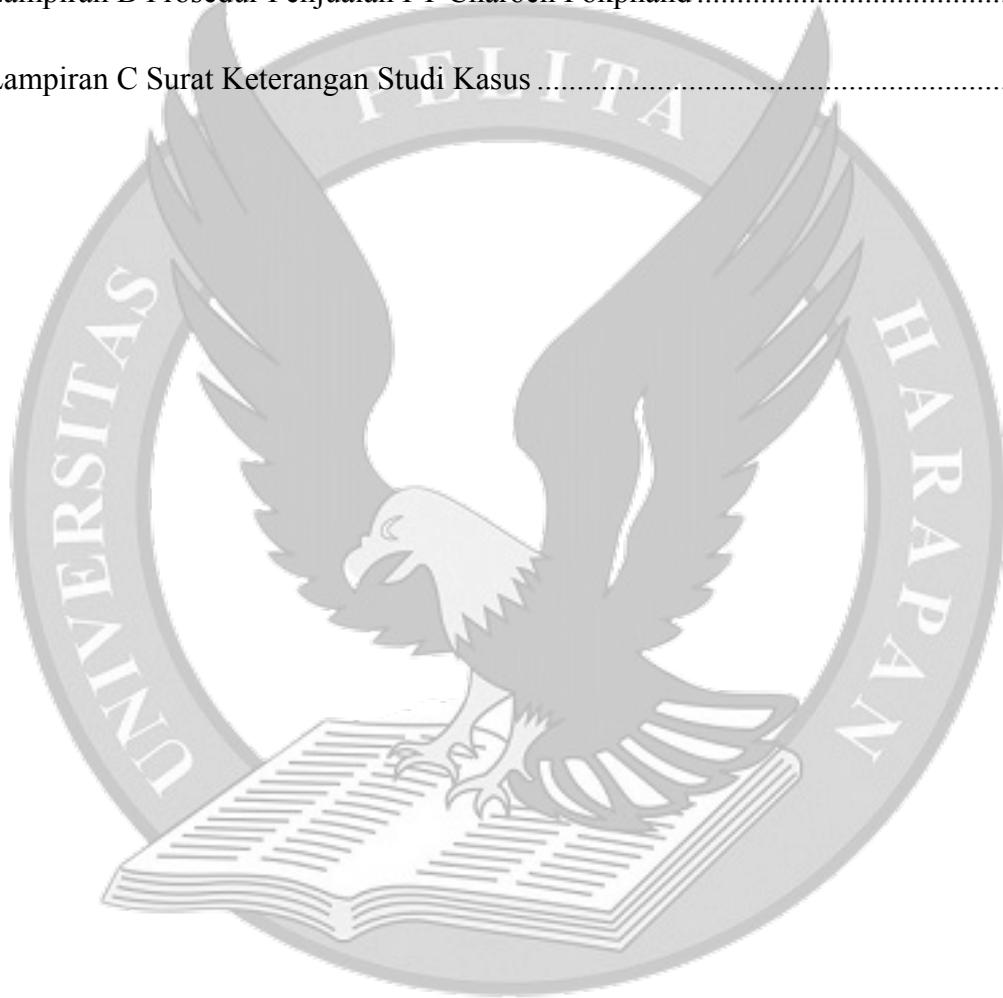 Lampiran B Prosedur Penjualan PT Charoen Pokphand ......................................
Lampiran C Surat Keterangan Studi Kasus ..........................................................
UNIVERSITAS PELITA HARAPAN